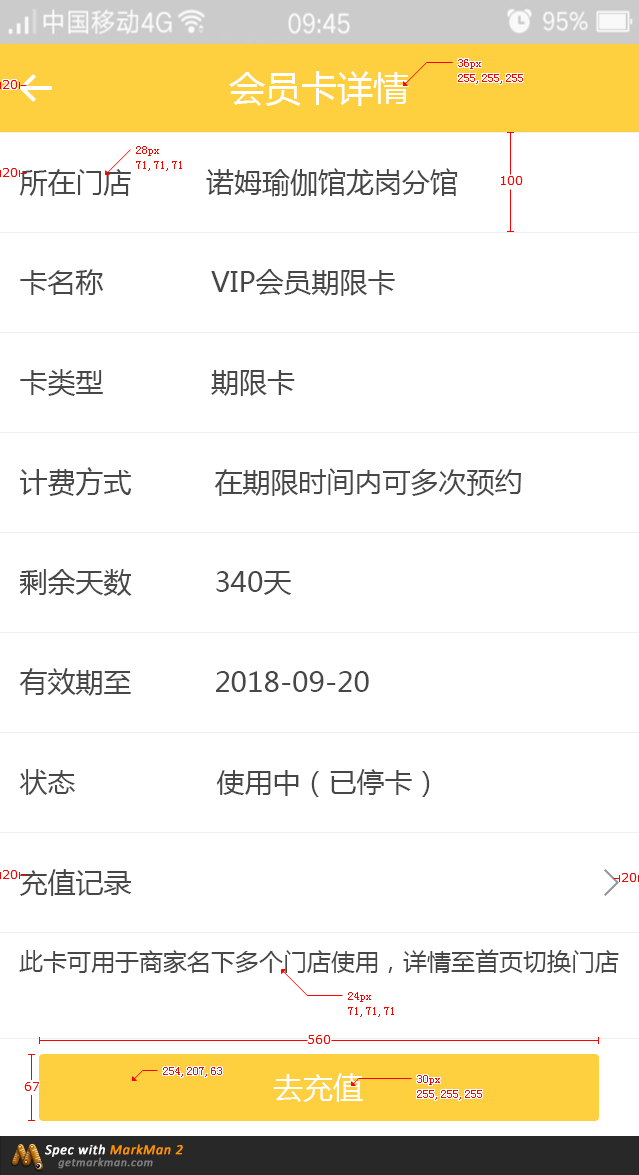 中国移动4G 09:45 95%
20 会员卡详情 36px
255, 255, 255
28px
71, 71, 71
20 所在门店 诺姆瑜伽馆龙岗分馆 100
卡名称 VIP会员期限卡
卡类型 期限卡
计费方式 在期限时间内可多次预约
剩余天数 340天
有效期至 2018-09-20
状态 使用中（已停卡）
20 充值记录 20
此卡可用于商家名下多个门店使用，详情至首页切换门店
24px
71, 71, 71
560
67 254, 207, 63 去充值 30px
255, 255, 255
Spec with MarkMan 2
getmarkman.com